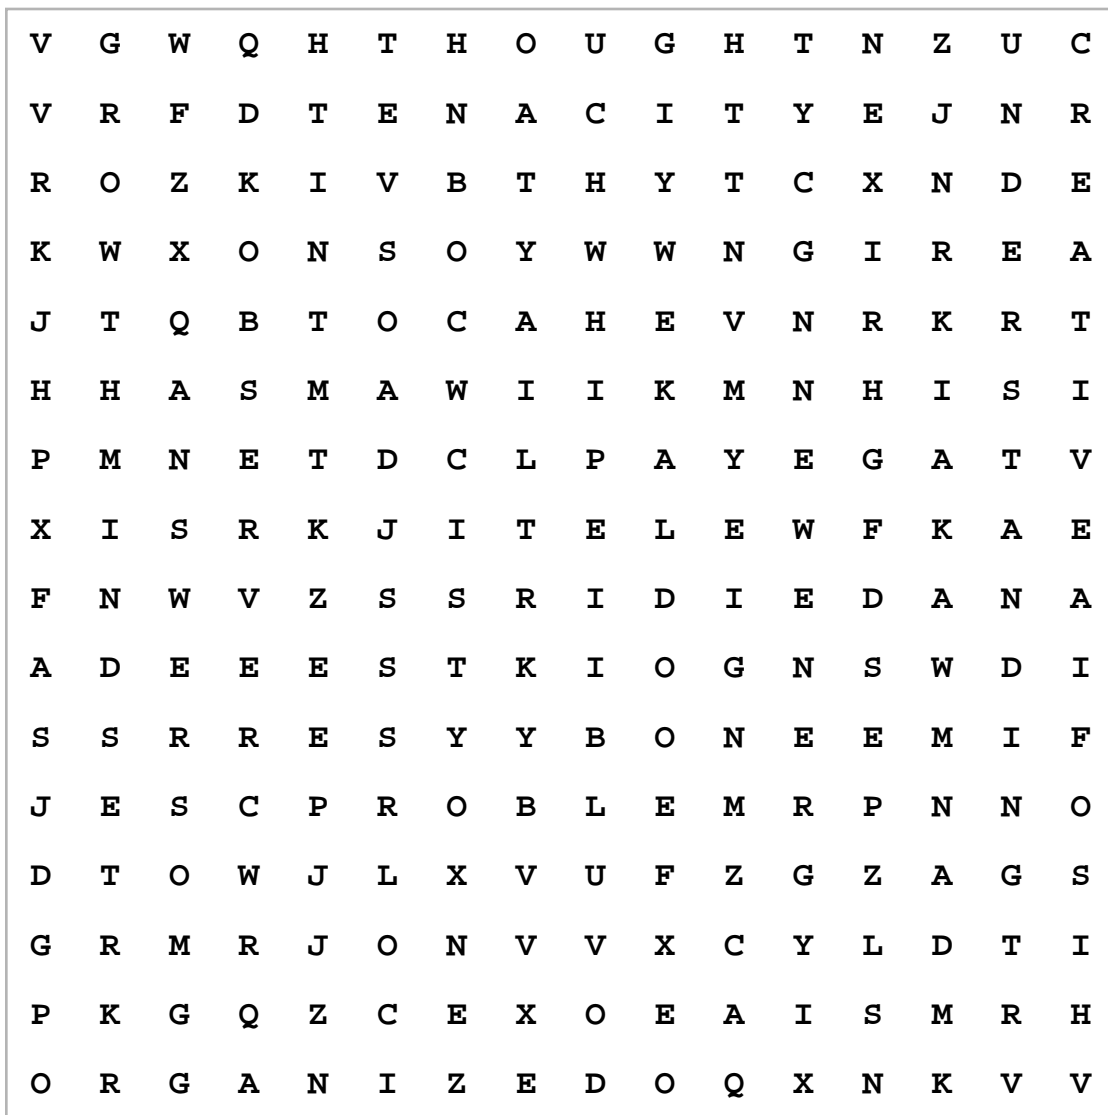 V G W Q H T H O U G H T N Z U C
V R F D T E N A C I T Y E J N R
R O Z K I V B T H Y T C X N D E
K W X O N S O Y W W N G I R E A
J T Q B T O C A H E V N R K R T
H H A S M A W I I K M N H I S I
P M N E T D C L P A Y E G A T V
X I S R K J I T E L E W F K A E
F N W V Z S S R I D I E D A N A
A D E E E S T K I O G N S W D I
S S R R E S Y Y B O N E E M I F
J E S C P R O B L E M R P N N O
D T O W J L X V U F Z G Z A G S
G R M R J O N V V X C Y L D T I
P K G Q Z C E X O E A I S M R H
O R G A N I Z E D O Q X N K V V